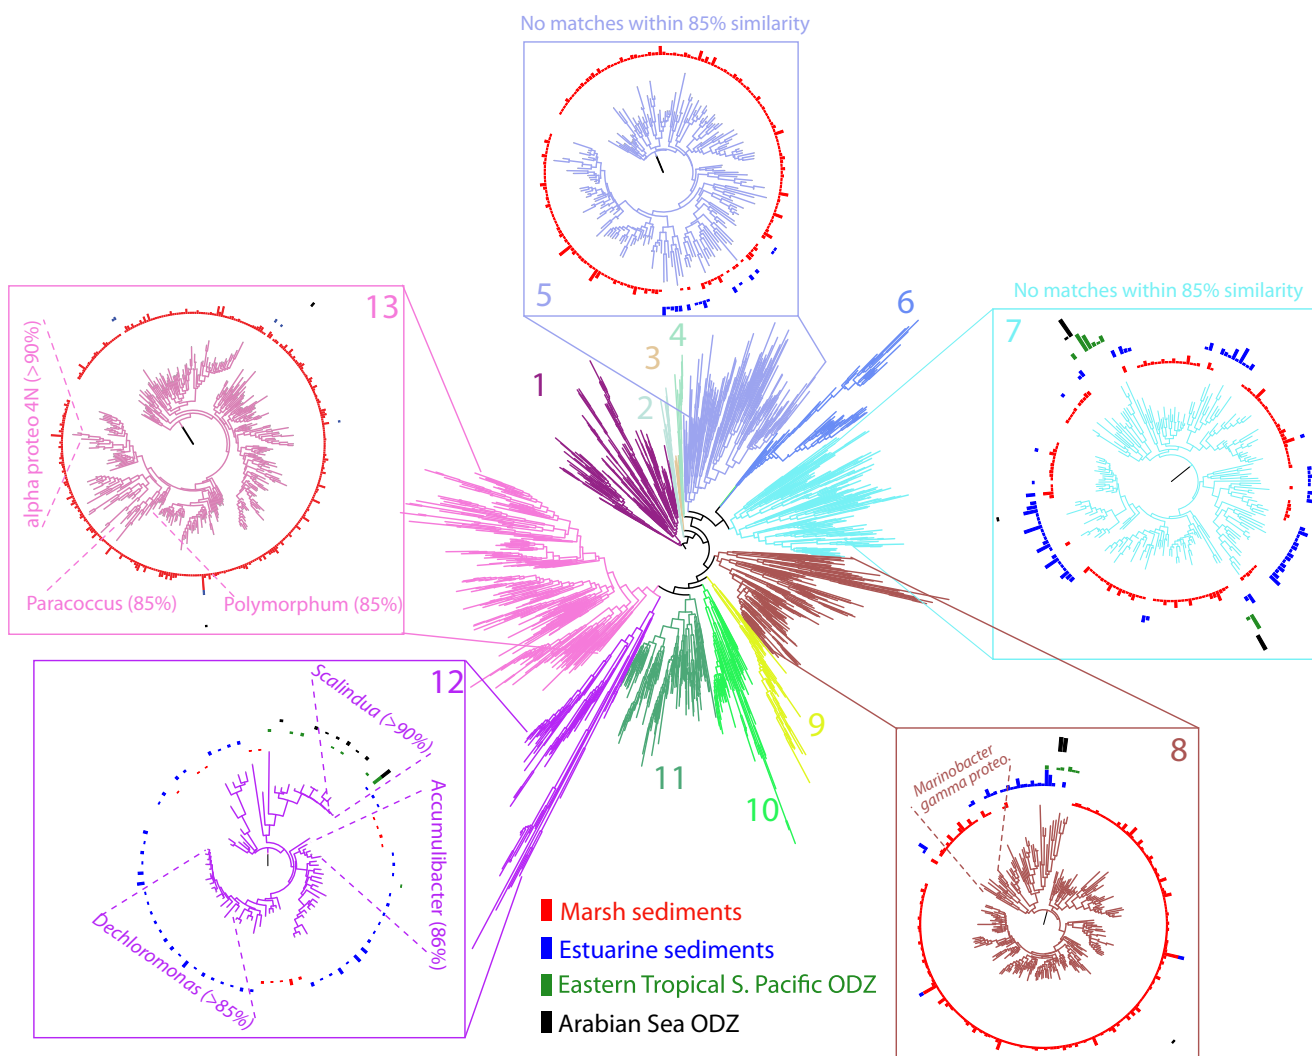 No matches within 85% similarity
5
13
alpha proteo 4N (>90%)
Paracoccus (85%)
Polymorphum (85%)
1
2
3
4
6
No matches within 85% similarity
7
12
Scalindua (>90%)
Accumulibacter (86%)
Dechloromonas (>85%)
11
10
9
8
Marinobacter
gamma proteo.
Marsh sediments
Estuarine sediments
Eastern Tropical S. Pacific ODZ
Arabian Sea ODZ